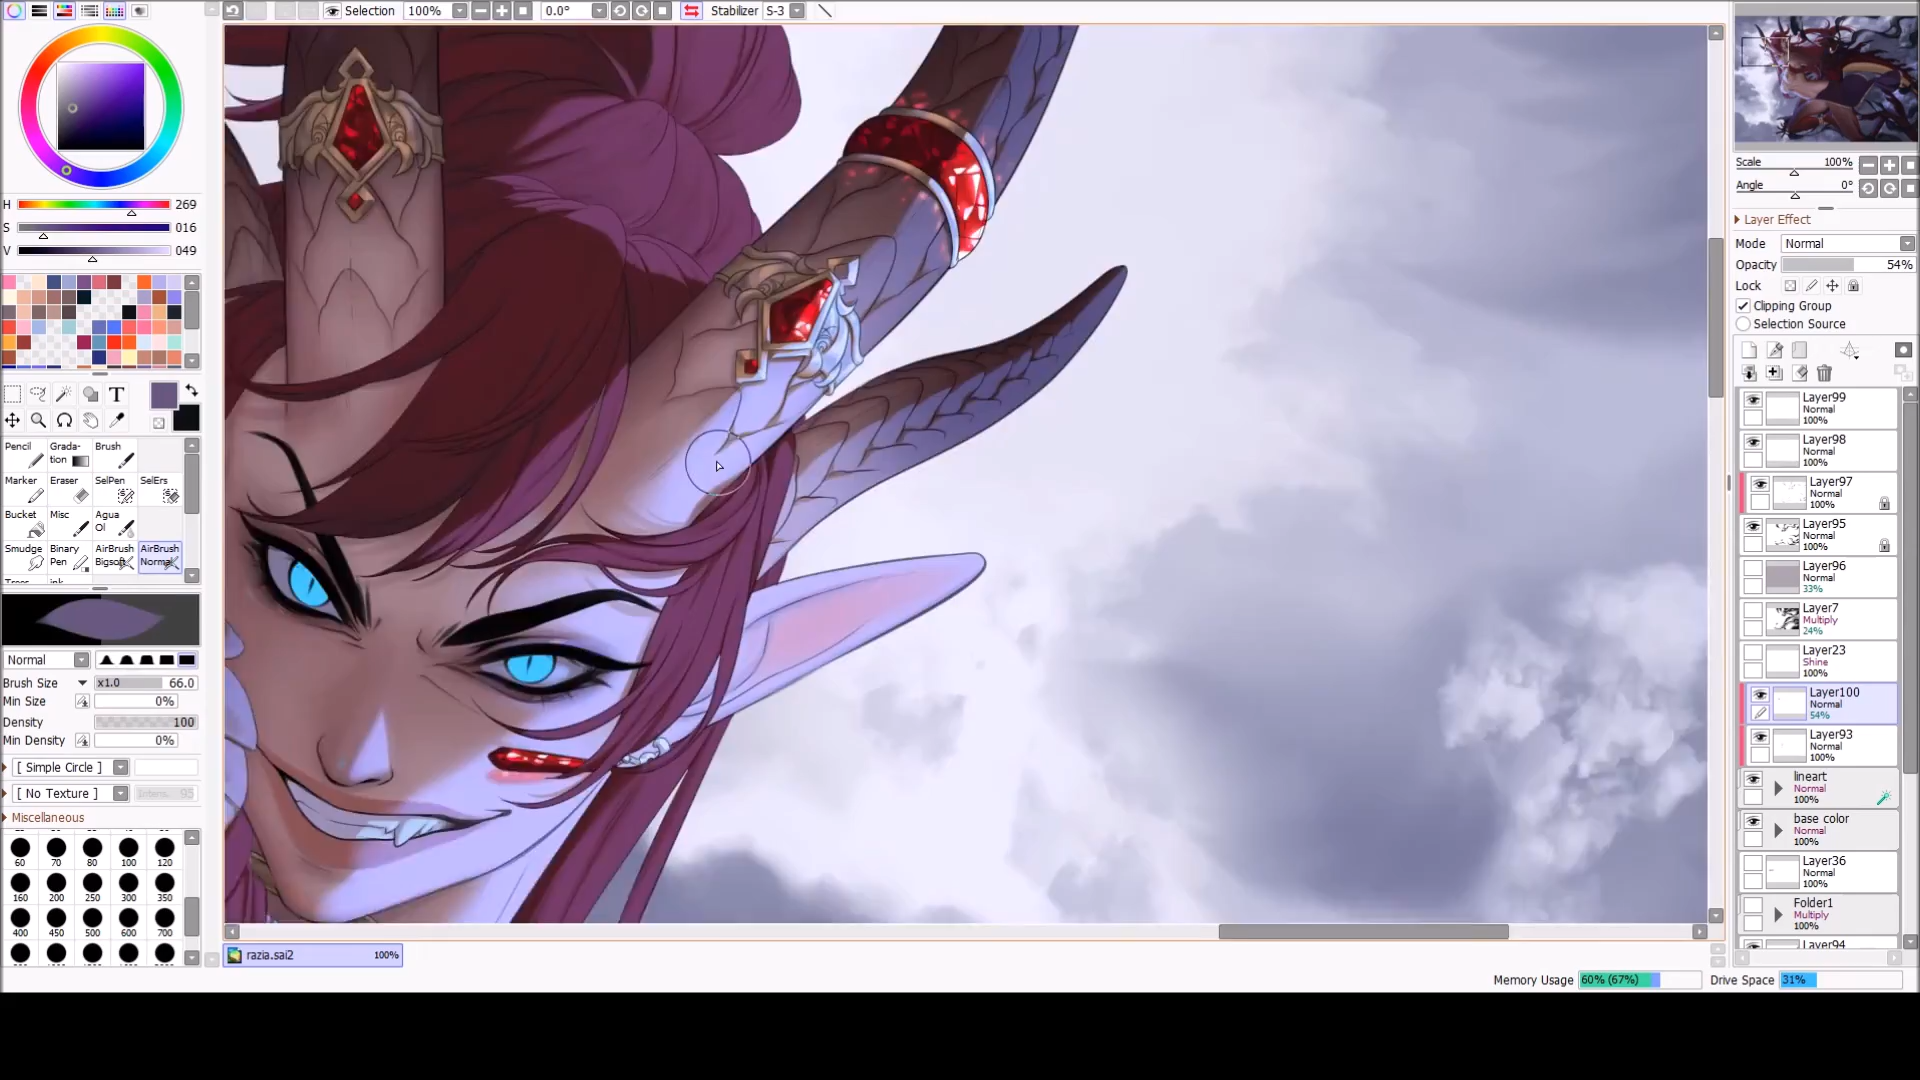 Selection 100% 0.0° Stabilizer S-3
H 269
S 016
V 049
T
Pencil Grada-tion Brush
Marker Eraser SelPen SelErs
Bucket Misc Agua Ol
Smudge Binary Pen AirBrush Bigsoft AirBrush Normal
Normal
Brush Size x1.0 66.0
Min Size 0%
Density 100
Min Density 0%
[ Simple Circle ]
[ No Texture ] Intens. 95
Miscellaneous
60 70 80 100 120
160 200 250 300 350
400 450 500 600 700
razia.sai2 100%
Scale 100%
Angle 0°
Layer Effect
Mode Normal
Opacity 54%
Lock
Clipping Group
Selection Source
Layer99
Normal
100%
Layer98
Normal
100%
Layer97
Normal
100%
Layer95
Normal
100%
Layer96
Normal
33%
Layer7
Multiply
24%
Layer23
Shine
100%
Layer100
Normal
54%
Layer93
Normal
100%
lineart
Normal
100%
base color
Normal
100%
Layer36
Normal
100%
Folder1
Multiply
100%
Layer94
Memory Usage 60% (67%) Drive Space 31%